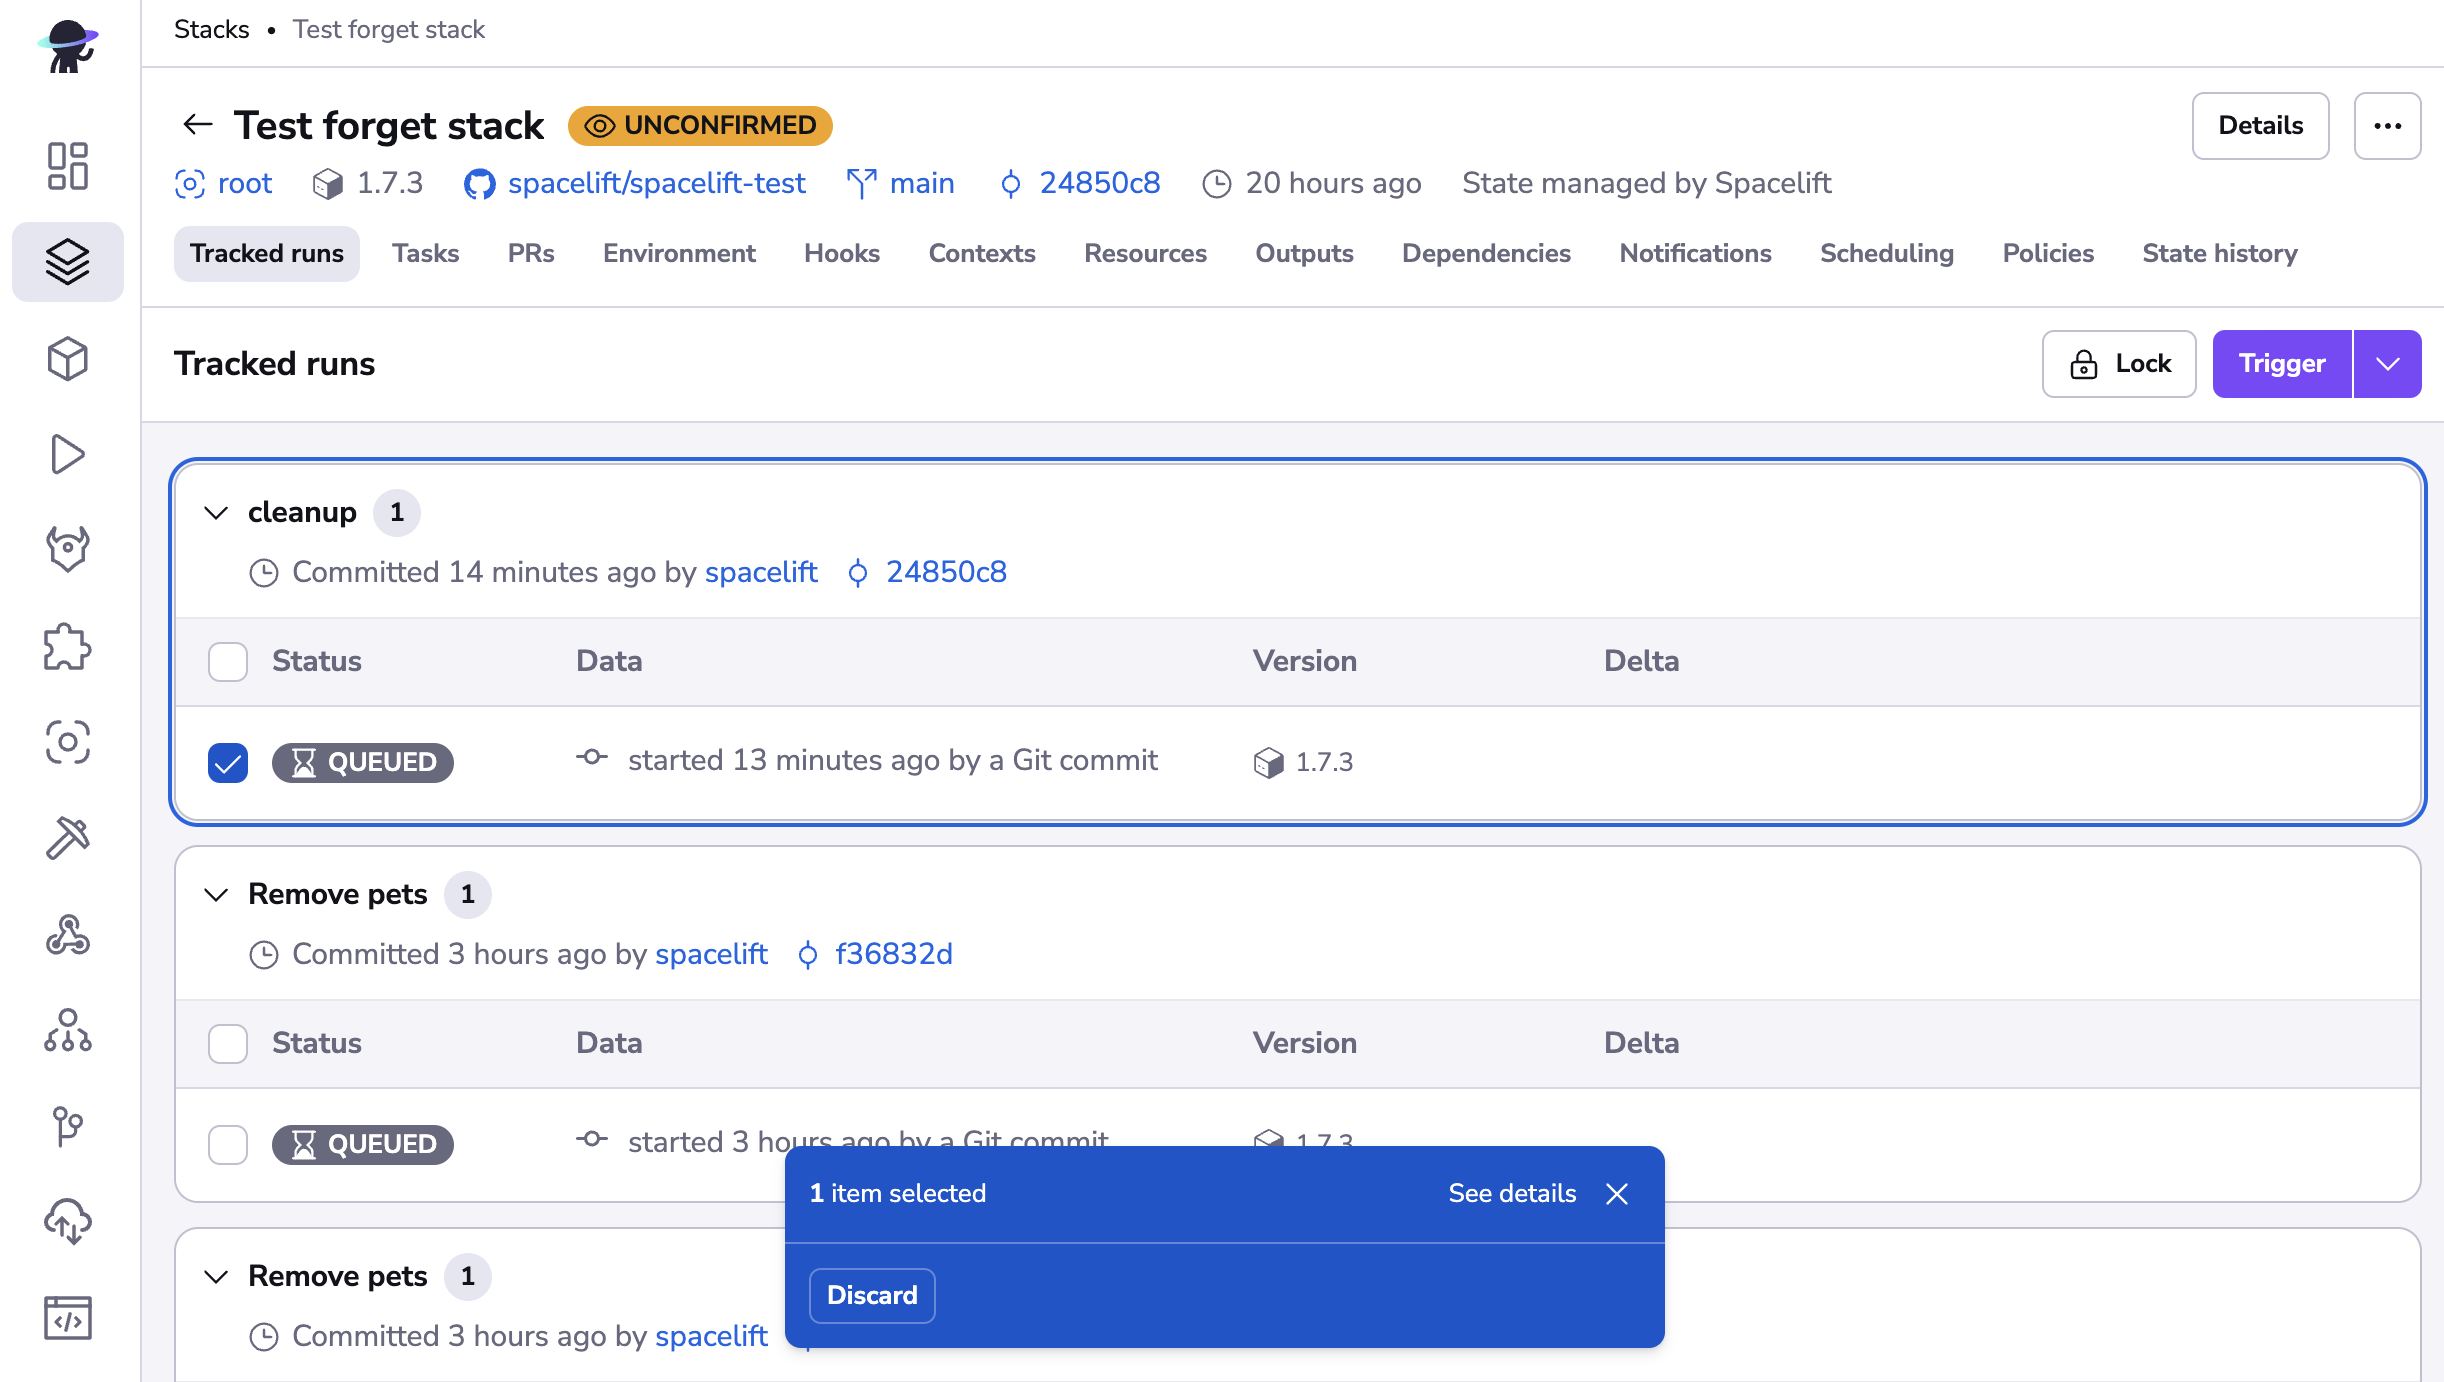 Stacks • Test forget stack
Test forget stack UNCONFIRMED Details
root 1.7.3 spacelift/spacelift-test main 24850c8 20 hours ago State managed by Spacelift
Tracked runs Tasks PRs Environment Hooks Contexts Resources Outputs Dependencies Notifications Scheduling Policies State history
Tracked runs Lock Trigger
cleanup 1
Committed 14 minutes ago by spacelift 24850c8
Status Data Version Delta
QUEUED started 13 minutes ago by a Git commit 1.7.3
Remove pets 1
Committed 3 hours ago by spacelift f36832d
Status Data Version Delta
QUEUED started 3 hours ago by a Git commit 1.7.3
1 item selected See details
Discard
Remove pets 1
Committed 3 hours ago by spacelift